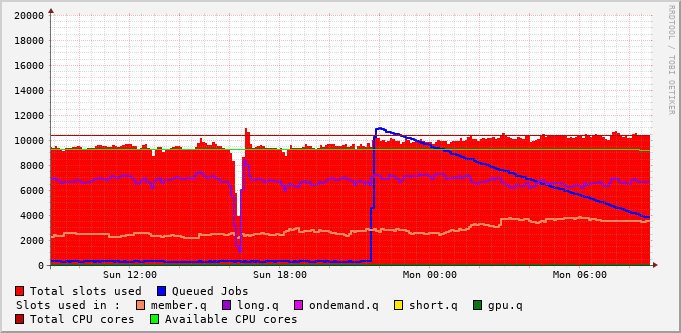 20000
18000
16000
14000
12000
10000
8000
6000
4000
2000
0
Sun 12:00 Sun 18:00 Mon 00:00 Mon 06:00
Total slots used Queued Jobs
Slots used in : member.q long.q ondemand.q short.q gpu.q
Total CPU cores Available CPU cores
RRDTOOL / TOBI OETIKER